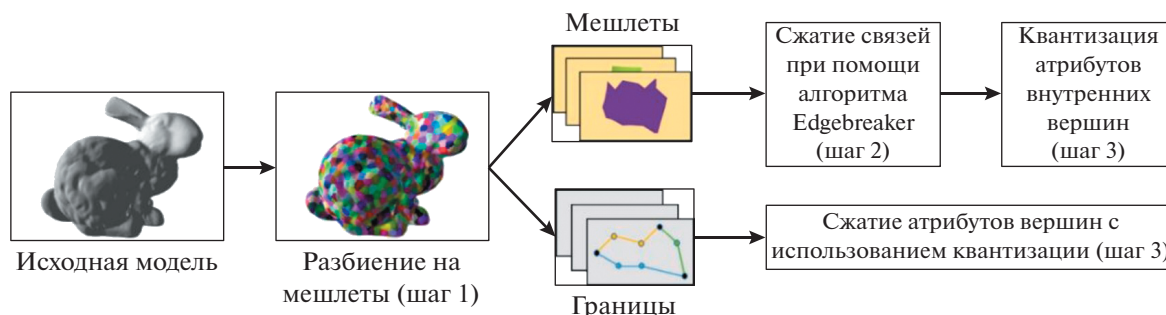 Исходная модель
Разбиение на
мешлеты (шаг 1)
Мешлеты
Сжатие связей
при помощи
алгоритма
Edgebreaker
(шаг 2)
Квантизация
атрибутов
внутренних
вершин
(шаг 3)
Границы
Сжатие атрибутов вершин с
использованием квантизации (шаг 3)